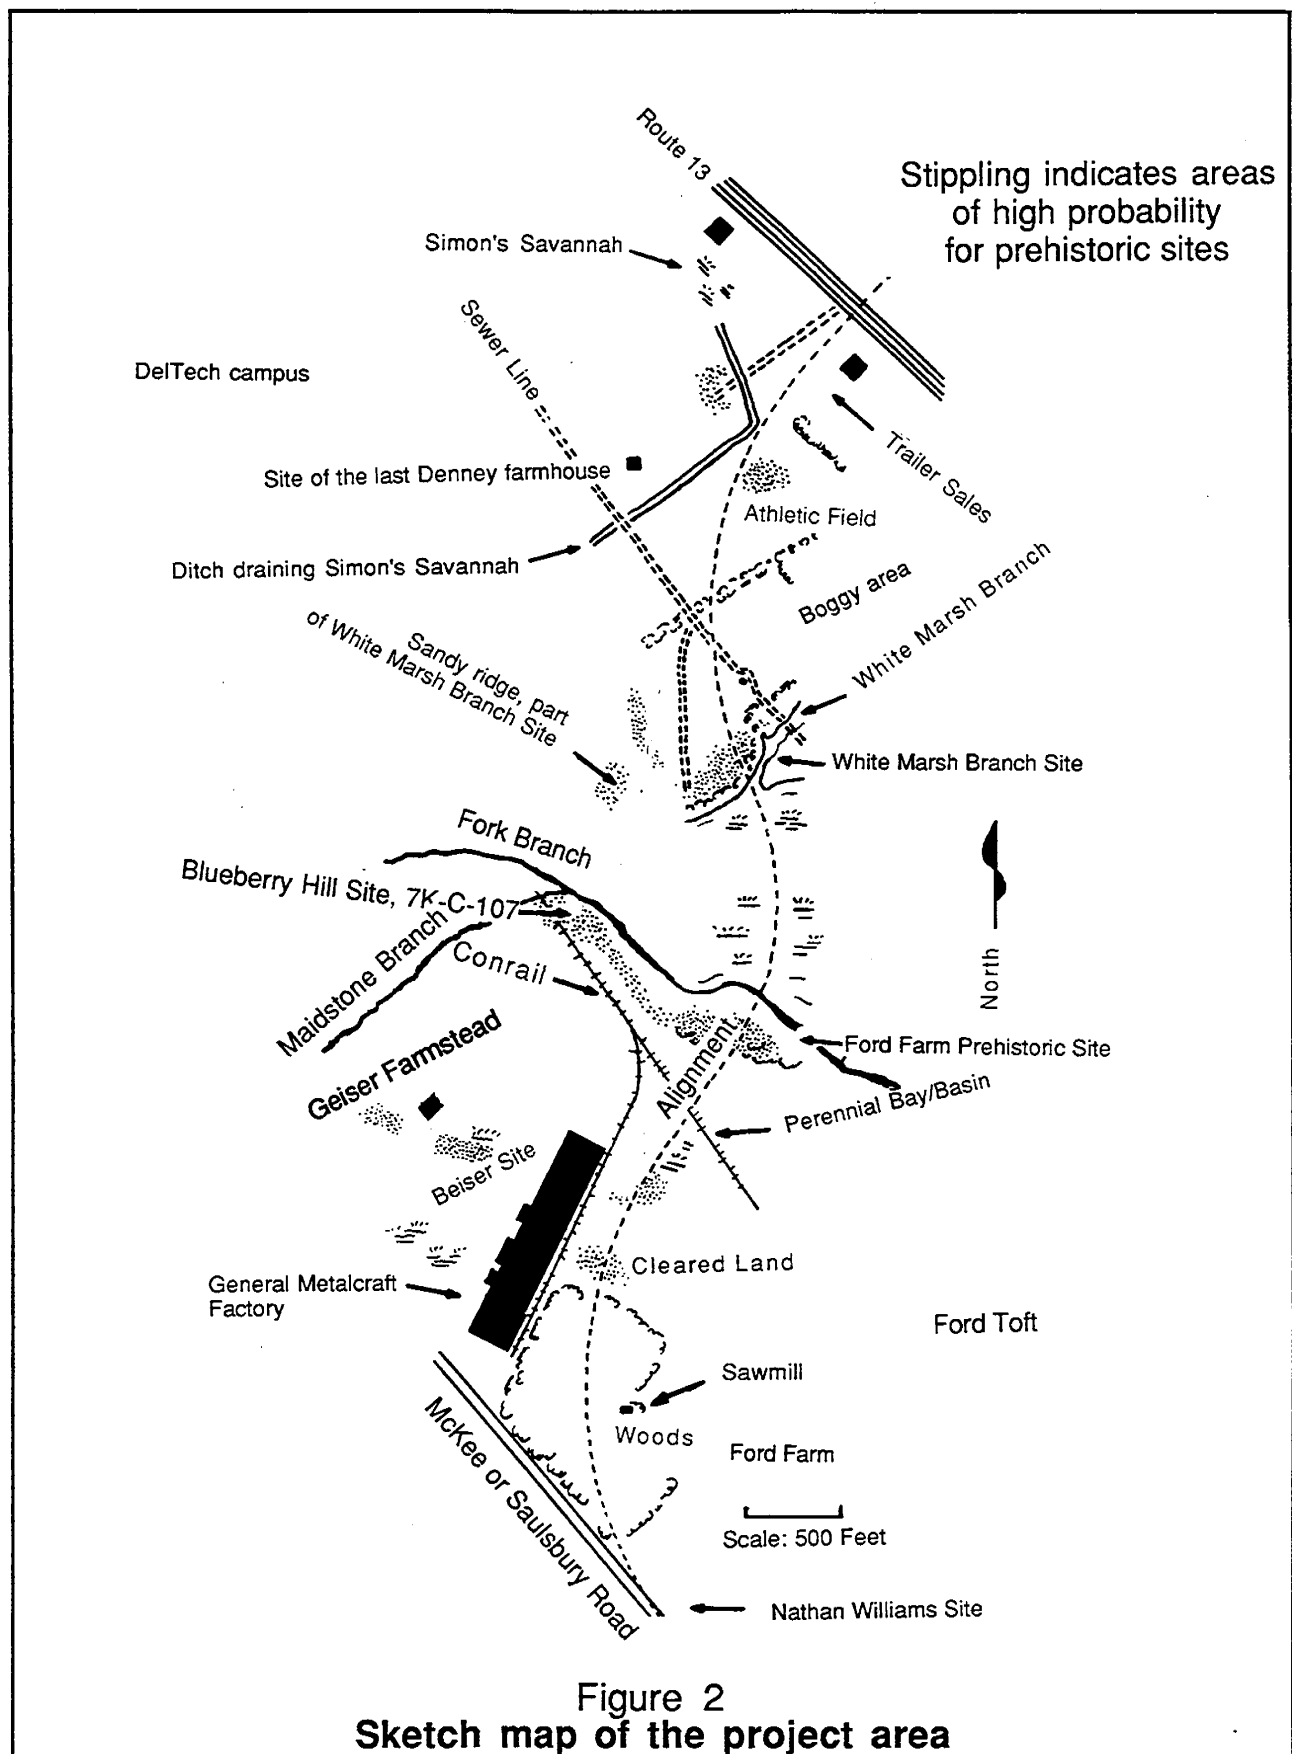 Route 13
Stippling indicates areas
of high probability
for prehistoric sites
Simon's Savannah
Sewer Line
DelTech campus
Trailer Sales
Site of the last Denney farmhouse
Athletic Field
Ditch draining Simon's Savannah
Boggy area
White Marsh Branch
Sandy ridge, part
of White Marsh Branch Site
White Marsh Branch Site
Fork Branch
Blueberry Hill Site, 7K-C-107
Maidstone Branch
Conrail
North
Geiser Farmstead
Alignment
Ford Farm Prehistoric Site
Perennial Bay/Basin
Beiser Site
Cleared Land
General Metalcraft
Factory
Ford Toft
Sawmill
Woods
Ford Farm
McKee or Saulsbury Road
Scale: 500 Feet
Nathan Williams Site
Figure 2
Sketch map of the project area